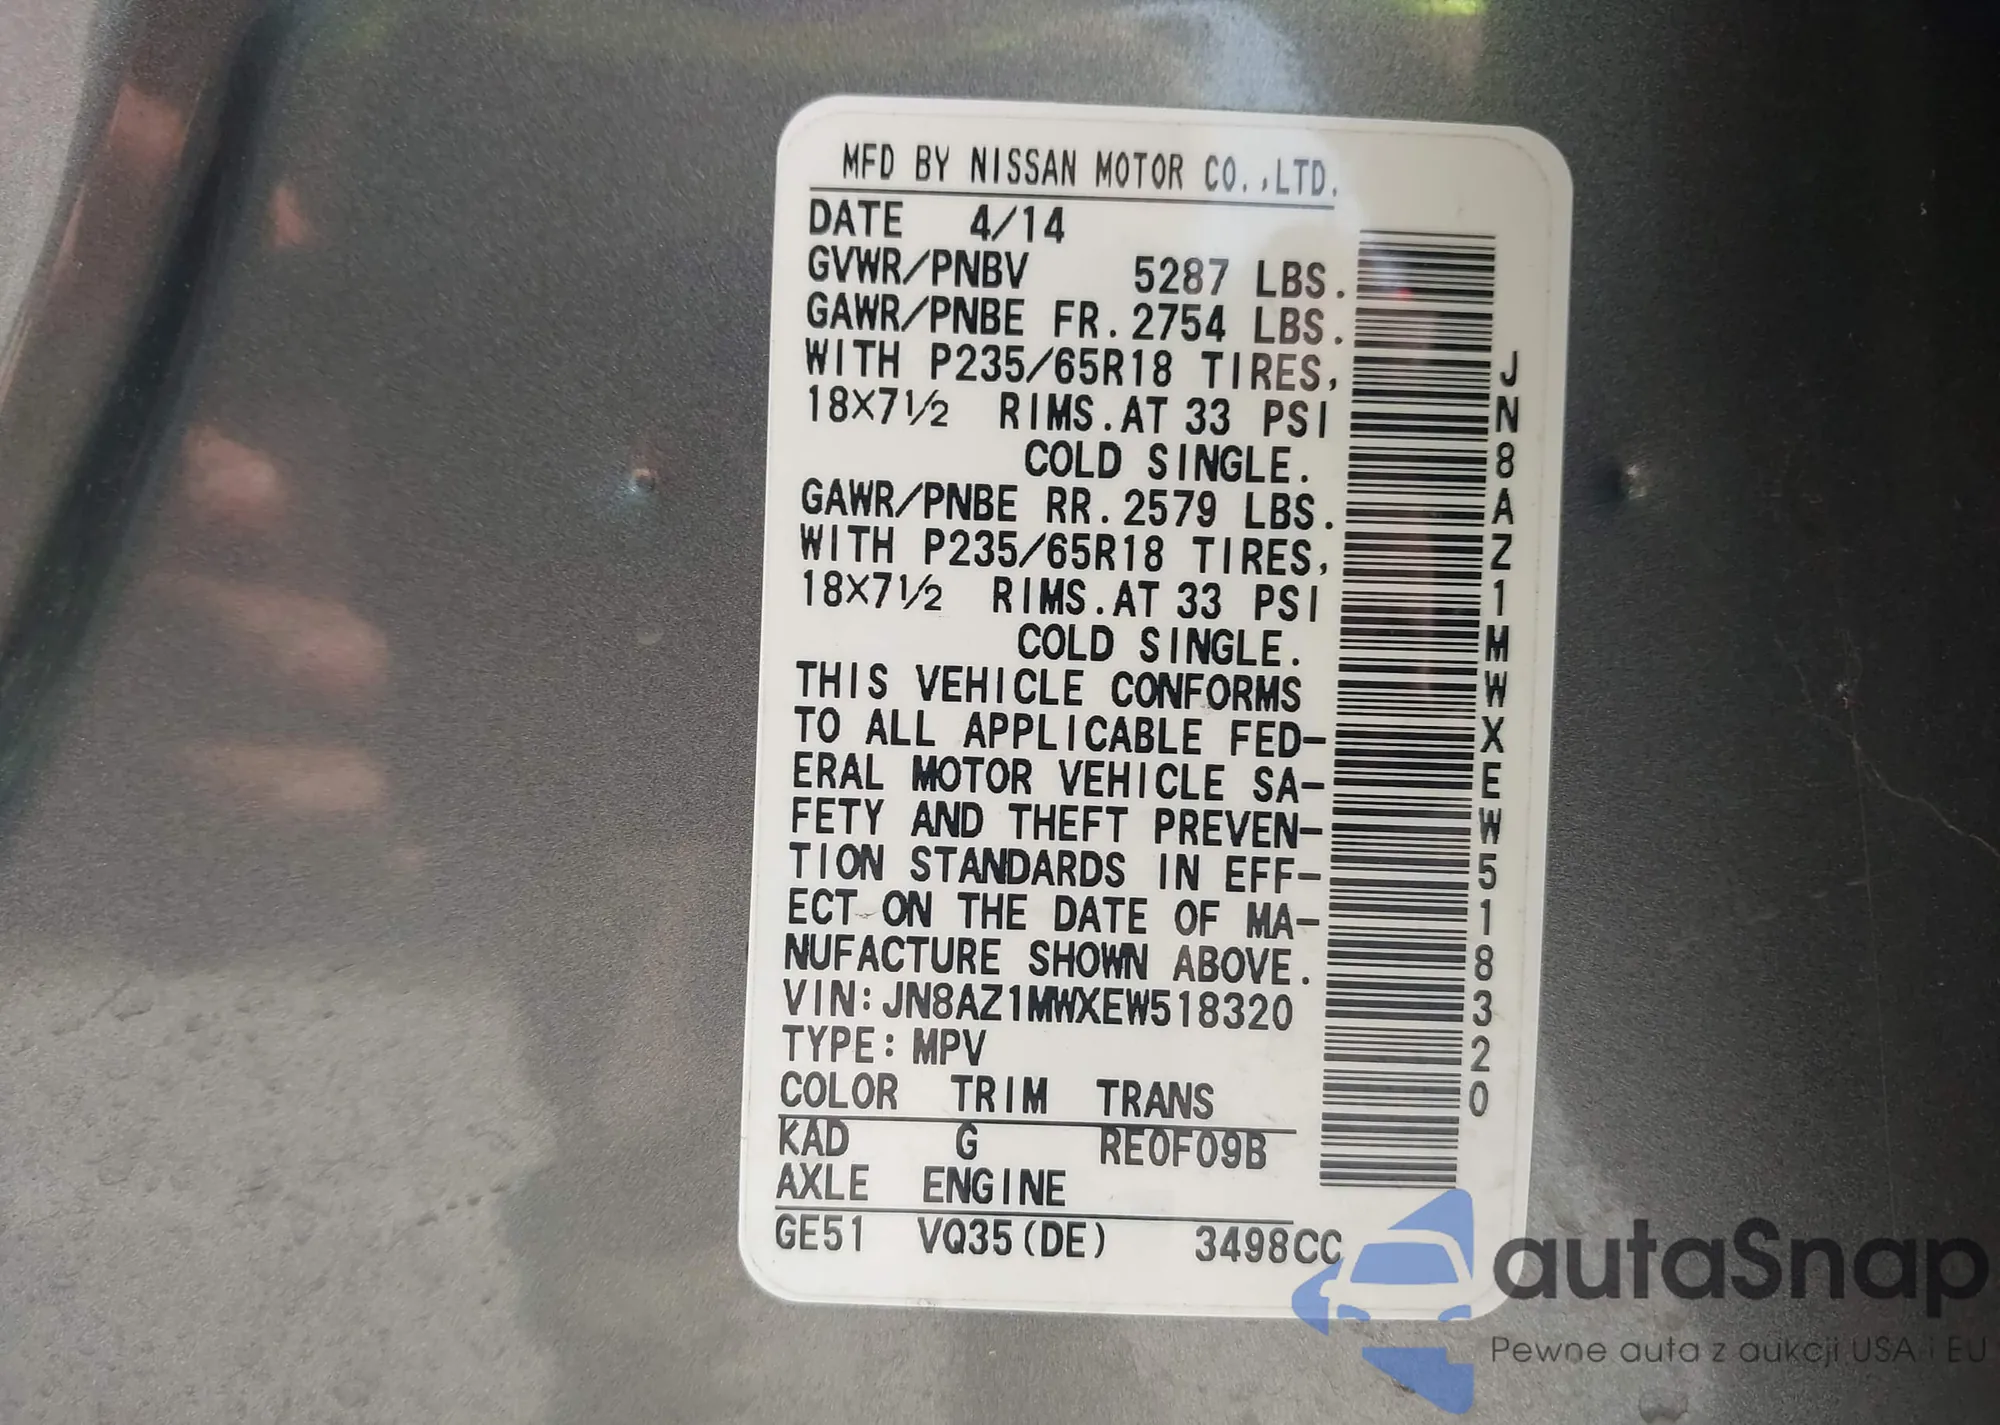 MFD BY NISSAN MOTOR CO.,LTD.
DATE 4/14
GVWR/PNBV 5287 LBS.
GAWR/PNBE FR.2754 LBS.
WITH P235/65R18 TIRES,
18X7½ RIMS.AT 33 PSI
COLD SINGLE.
GAWR/PNBE RR.2579 LBS.
WITH P235/65R18 TIRES,
18X7½ RIMS.AT 33 PSI
COLD SINGLE.
THIS VEHICLE CONFORMS
TO ALL APPLICABLE FED-
ERAL MOTOR VEHICLE SA-
FETY AND THEFT PREVEN-
TION STANDARDS IN EFF-
ECT ON THE DATE OF MA-
NUFACTURE SHOWN ABOVE.
VIN:JN8AZ1MWXEW518320
TYPE:MPV
COLOR TRIM TRANS
KAD G RE0F09B
AXLE ENGINE
GE51 VQ35(DE) 3498CC
JN8AZ1MWXEW518320
autaSnap
Pewne auta z aukcji USA i EU